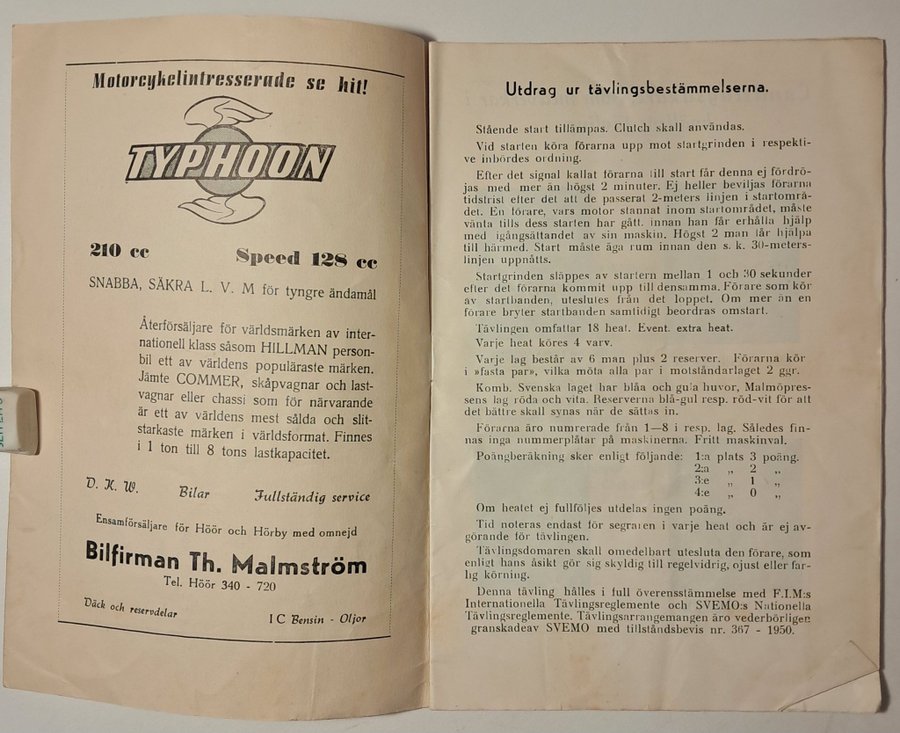 Motorcykelintresserade se hit!
TYPHOON
210 cc Speed 128 cc
SNABBA, SÄKRA L. V. M för tyngre ändamål
Återförsäljare för världsmärken av inter-
nationell klass såsom HILLMAN person-
bil ett av världens populäraste märken.
Jämte COMMER, skåpvagnar och last-
vagnar eller chassi som för närvarande
är ett av världens mest sålda och slit-
starkaste märken i världsformat. Finnes
i 1 ton till 8 tons lastkapacitet.
D. K. W. Bilar Fullständig service
Ensamförsäljare för Höör och Hörby med omnejd
Bilfirman Th. Malmström
Tel. Höör 340 - 720
Däck och reservdelar IC Bensin - Oljor
Utdrag ur tävlingsbestämmelserna.
Stående start tillämpas. Clutch skall användas.
Vid starten köra förarna upp mot startgrinden i respekti-
ve inbördes ordning.
Efter det signal kallat förarna till start får denna ej fördrö-
jas med mer än högst 2 minuter. Ej heller beviljas förarna
tidsfrist efter det att de passerat 2-meters linjen i startområ-
det. En förare, vars motor stannat inom startområdet, måste
vänta tills dess starten har gått. innan han får erhålla hjälp
med igångsättandet av sin maskin. Högst 2 man får hjälpa
till härmed. Start måste äga rum innan den s. k. 30-meters-
linjen uppnåtts.
Startgrinden släppes av startern mellan 1 och 30 sekunder
efter det förarna kommit upp till densamma. Förare som kör
av startbanden, uteslutes från det loppet. Om mer än en
förare bryter startbanden samtidigt beordras omstart.
Tävlingen omfattar 18 heat. Event. extra heat.
Varje heat köres 4 varv.
Varje lag består av 6 man plus 2 reserver. Förarna kör
i »fasta par», vilka möta alla par i motståndarlaget 2 ggr.
Komb. Svenska laget har blåa och gula huvor, Malmöpres-
sens lag röda och vita. Reserverna blå-gul resp. röd-vit för att
det bättre skall synas när de sättas in.
Förarna äro numrerade från 1—8 i resp. lag. Således fin-
nas inga nummerplåtar på maskinerna. Fritt maskinval.
Poängberäkning sker enligt följande: 1:a plats 3 poäng.
2:a „ 2 „
3:e „ 1 „
4:e „ 0 „
Om heatet ej fullföljes utdelas ingen poäng.
Tid noteras endast för segraren i varje heat och är ej av-
görande för tävlingen.
Tävlingsdomaren skall omedelbart utesluta den förare, som
enligt hans åsikt gör sig skyldig till regelvidrig, ojust eller far-
lig körning.
Denna tävling hålles i full överensstämmelse med F.I.M:s
Internationella Tävlingsreglemente och SVEMO:s Nationella
Tävlingsreglemente. Tävlingsarrangemangen äro vederbörligen
granskadeav SVEMO med tillståndsbevis nr. 367 - 1950.